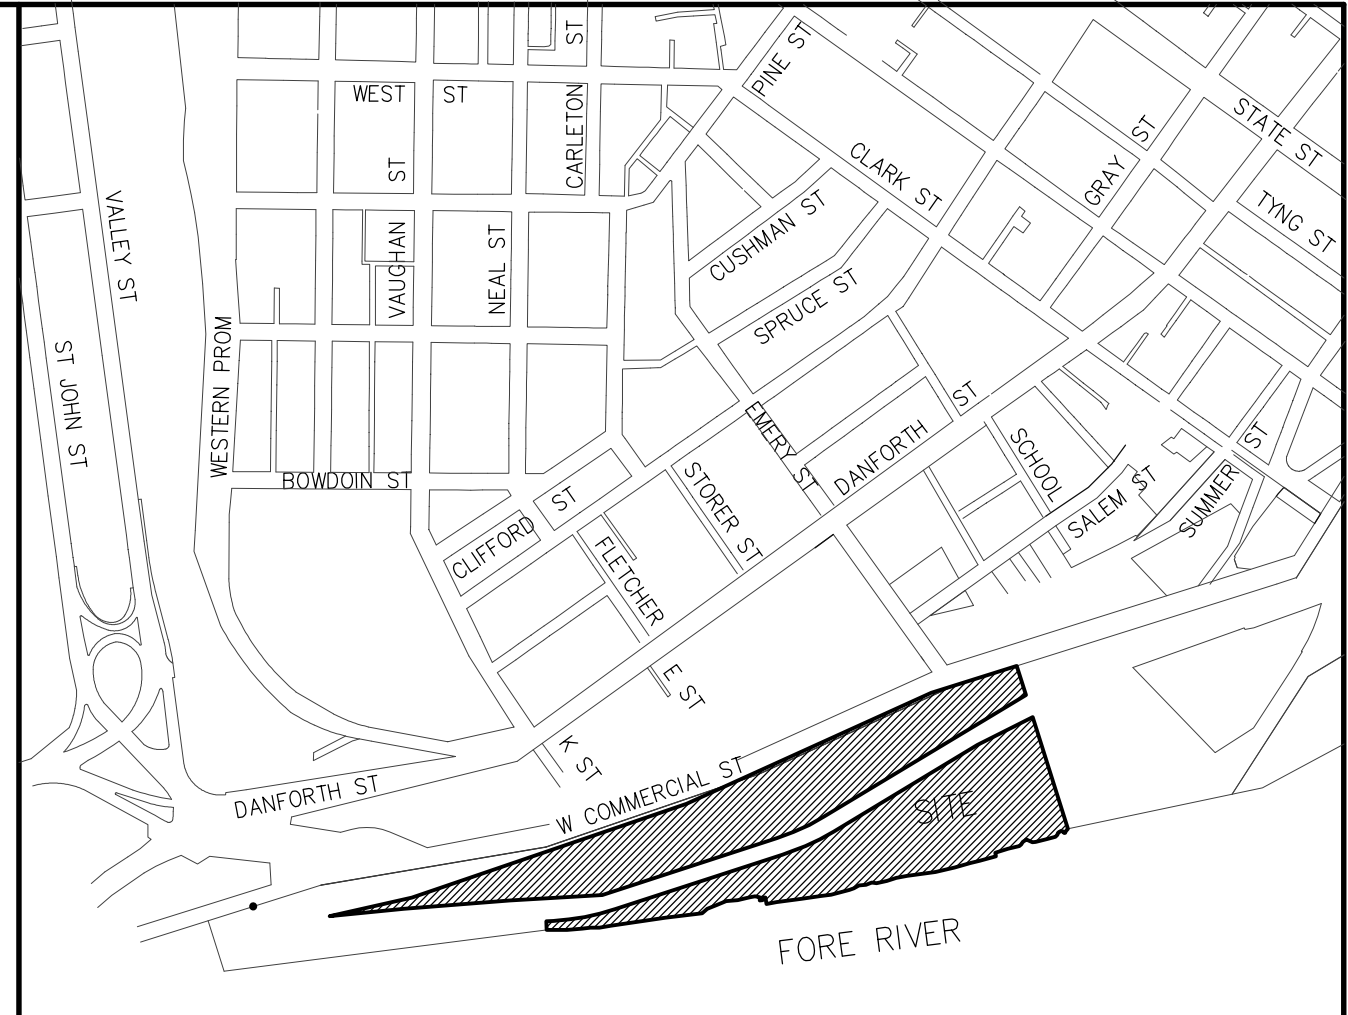 ST
PINE ST
WEST ST
CARLETON
ST
STATE ST
CLARK ST
GRAY ST
VALLEY ST
TYNG ST
VAUGHAN
NEAL ST
CUSHMAN ST
SPRUCE ST
WESTERN PROM
ST JOHN ST
EMERY ST
DANFORTH ST
SCHOOL
SUMMER ST
BOWDOIN ST
STORER ST
SALEM ST
CLIFFORD ST
FLETCHER
E ST
K ST
DANFORTH ST
W COMMERCIAL ST
SITE
FORE RIVER